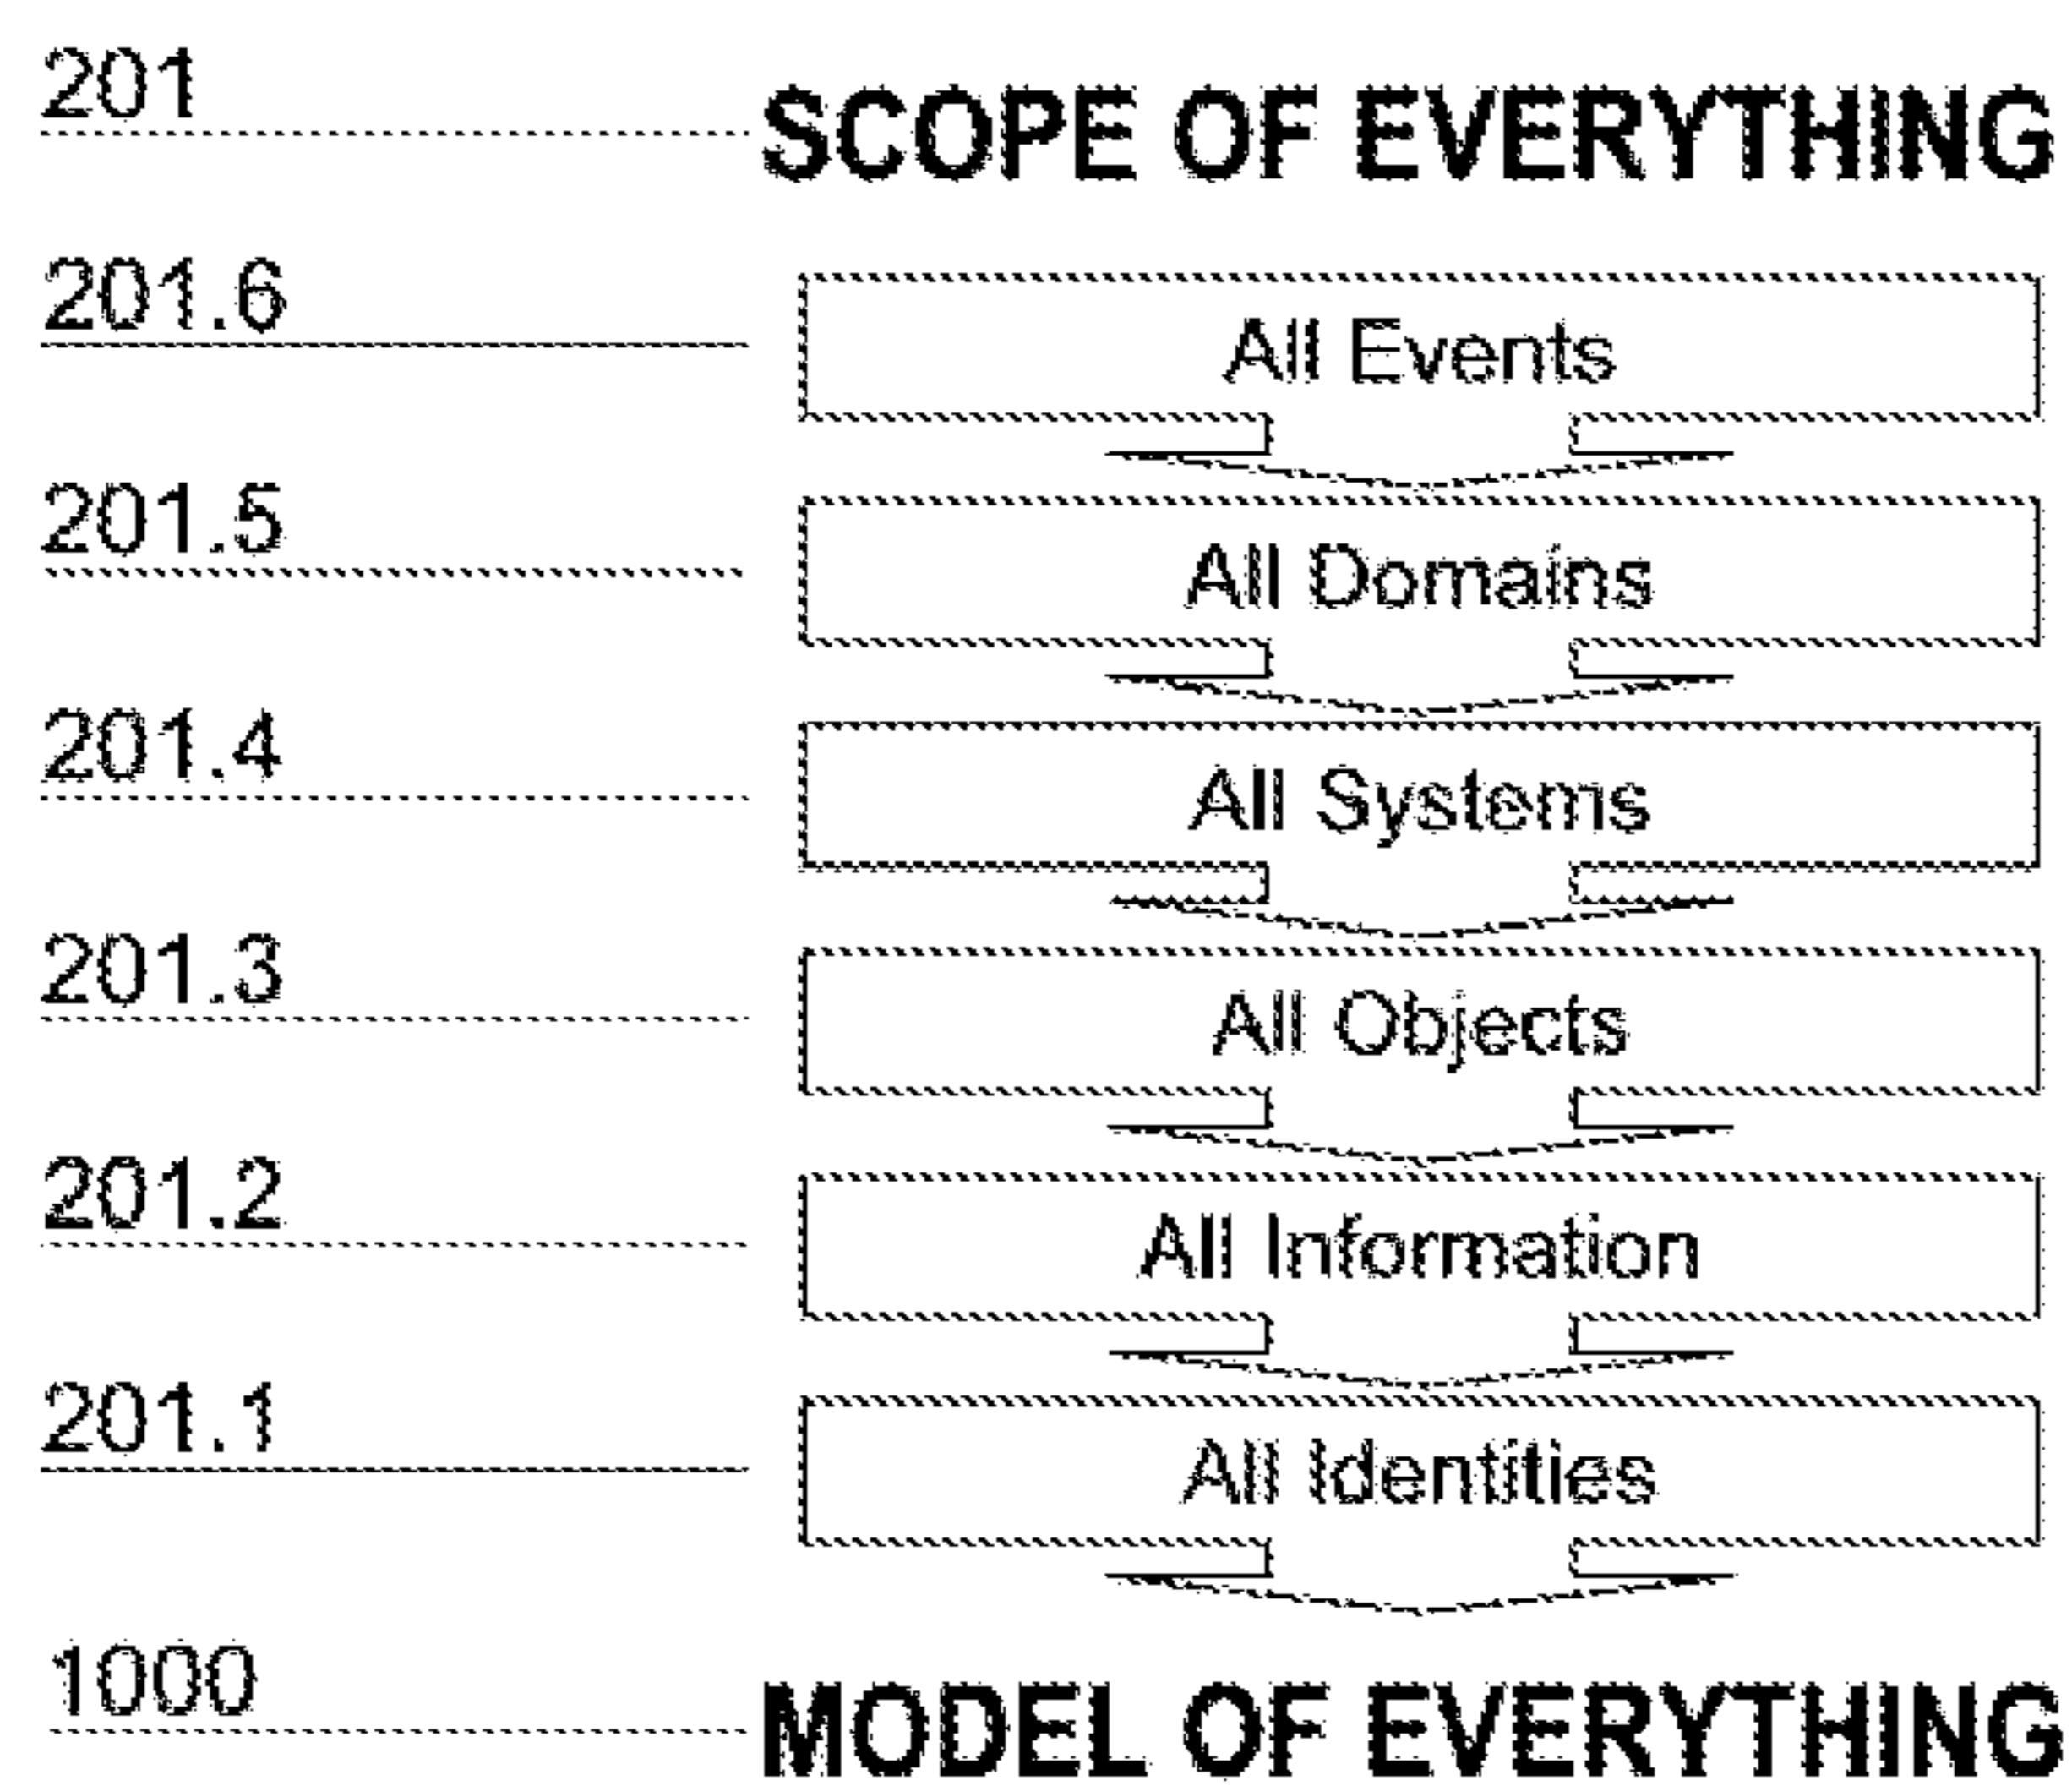 201
SCOPE OF EVERYTHING
201.6
All Events
201.5
All Domains
201.4
All Systems
201.3
All Objects
201.2
All Information
201.1
All Identities
1000
MODEL OF EVERYTHING